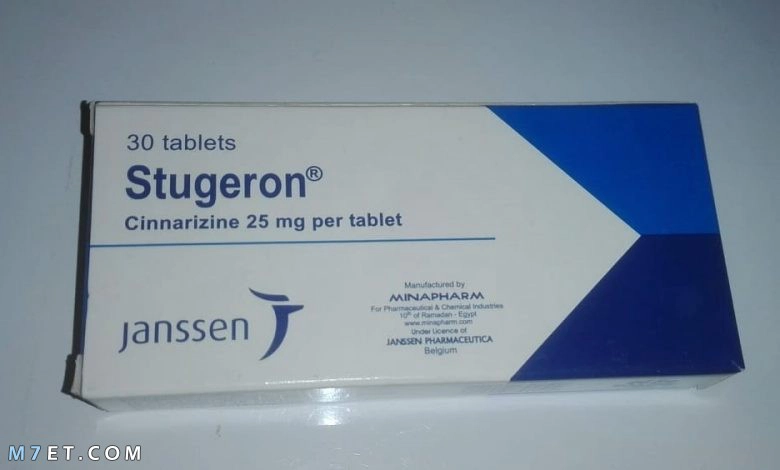 30 tablets
Stugeron®
Cinnarizine 25 mg per tablet
Janssen
Manufactured by
MINAPHARM
For Pharmaceutical & Chemical Industries
10th of Ramadan - Egypt
www.minapharm.com
Under Licence of
JANSSEN PHARMACEUTICA
Belgium
M7ET.COM